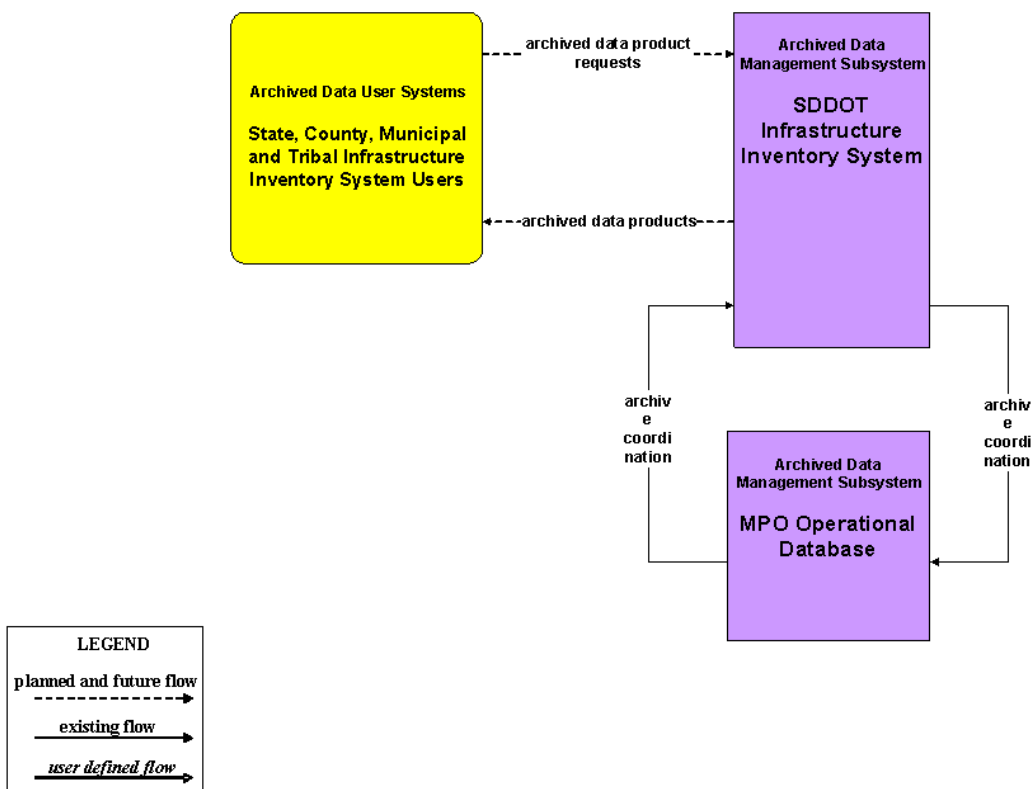 Archived Data User Systems
State, County, Municipal
and Tribal Infrastructure
Inventory System Users
archived data product
requests
archived data products
Archived Data
Management Subsystem
SDDOT
Infrastructure
Inventory System
archiv
e
coordi
nation
archiv
e
coordi
nation
Archived Data
Management Subsystem
MPO Operational
Database
LEGEND
planned and future flow
existing flow
user defined flow